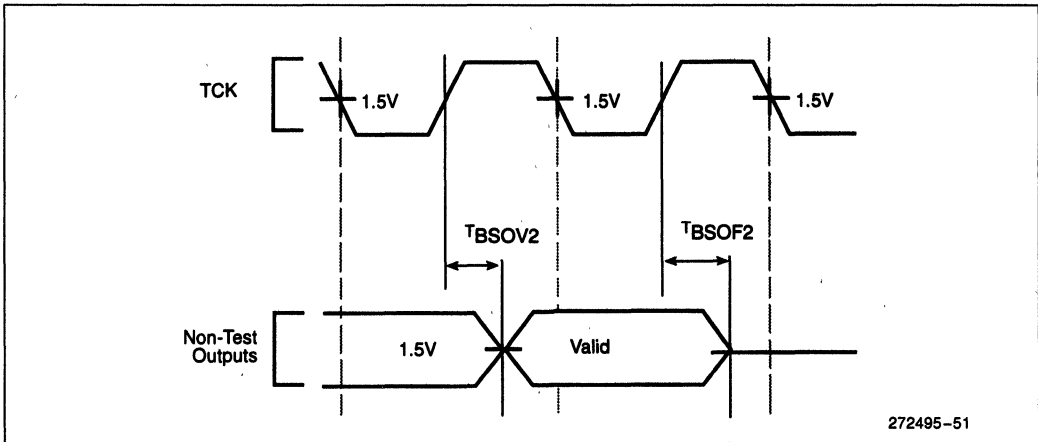 TCK
1.5V 1.5V 1.5V
TBSOV2 TBSOF2
Non-Test
Outputs
1.5V Valid
272495-51